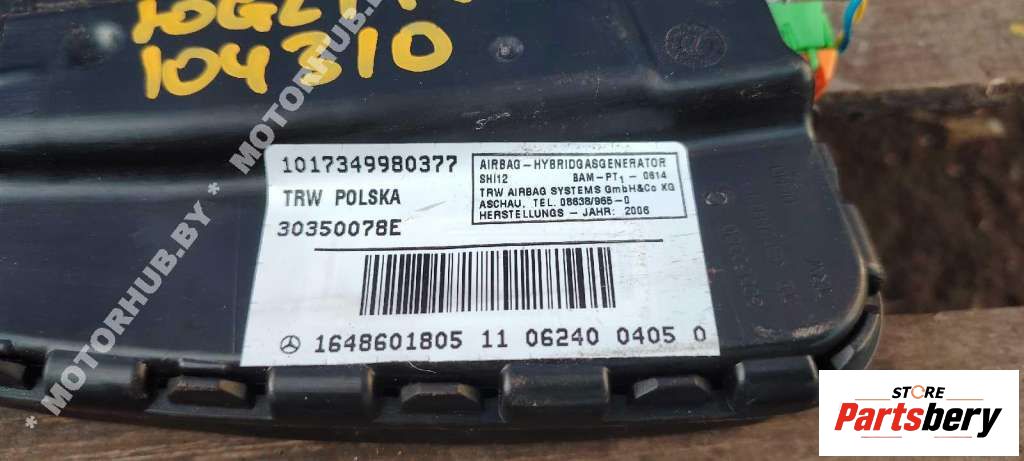 104310
* MOTORHUB.BY * MOTORHUB.BY *
1017349980377
TRW POLSKA
30350078E
AIRBAG-HYBRIDGASGENERATOR
SHI12 BAM-PT1-0614
TRW AIRBAG SYSTEMS GmbH&Co KG
ASCHAU, TEL. 08638/965-0
HERSTELLUNGS - JAHR: 2006
1648601805 11 06240 0405 0
STORE
Partsbery